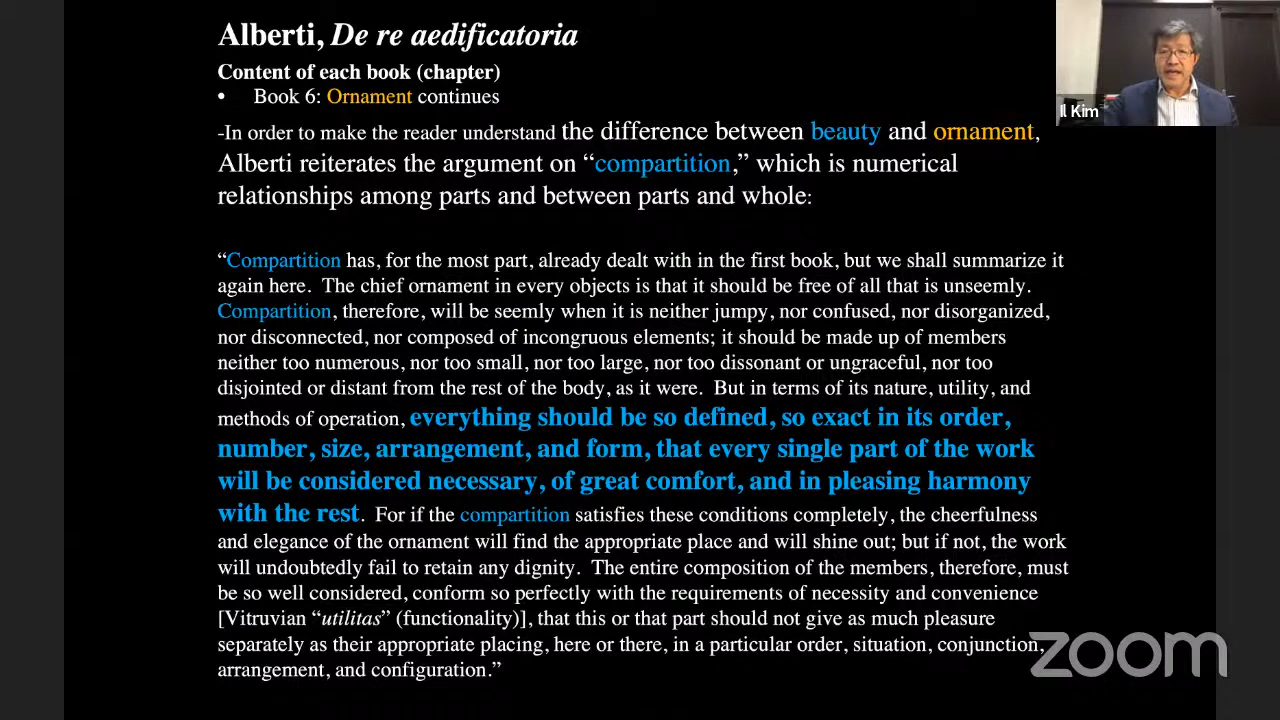 Alberti, De re aedificatoria
Content of each book (chapter)
• Book 6: Ornament continues
-In order to make the reader understand the difference between beauty and ornament,
Alberti reiterates the argument on “compartition,” which is numerical
relationships among parts and between parts and whole:
“Compartition has, for the most part, already dealt with in the first book, but we shall summarize it
again here. The chief ornament in every objects is that it should be free of all that is unseemly.
Compartition, therefore, will be seemly when it is neither jumpy, nor confused, nor disorganized,
nor disconnected, nor composed of incongruous elements; it should be made up of members
neither too numerous, nor too small, nor too large, nor too dissonant or ungraceful, nor too
disjointed or distant from the rest of the body, as it were. But in terms of its nature, utility, and
methods of operation, everything should be so defined, so exact in its order,
number, size, arrangement, and form, that every single part of the work
will be considered necessary, of great comfort, and in pleasing harmony
with the rest. For if the compartition satisfies these conditions completely, the cheerfulness
and elegance of the ornament will find the appropriate place and will shine out; but if not, the work
will undoubtedly fail to retain any dignity. The entire composition of the members, therefore, must
be so well considered, conform so perfectly with the requirements of necessity and convenience
[Vitruvian “utilitas” (functionality)], that this or that part should not give as much pleasure
separately as their appropriate placing, here or there, in a particular order, situation, conjunction,
arrangement, and configuration.”
Il Kim
zoom